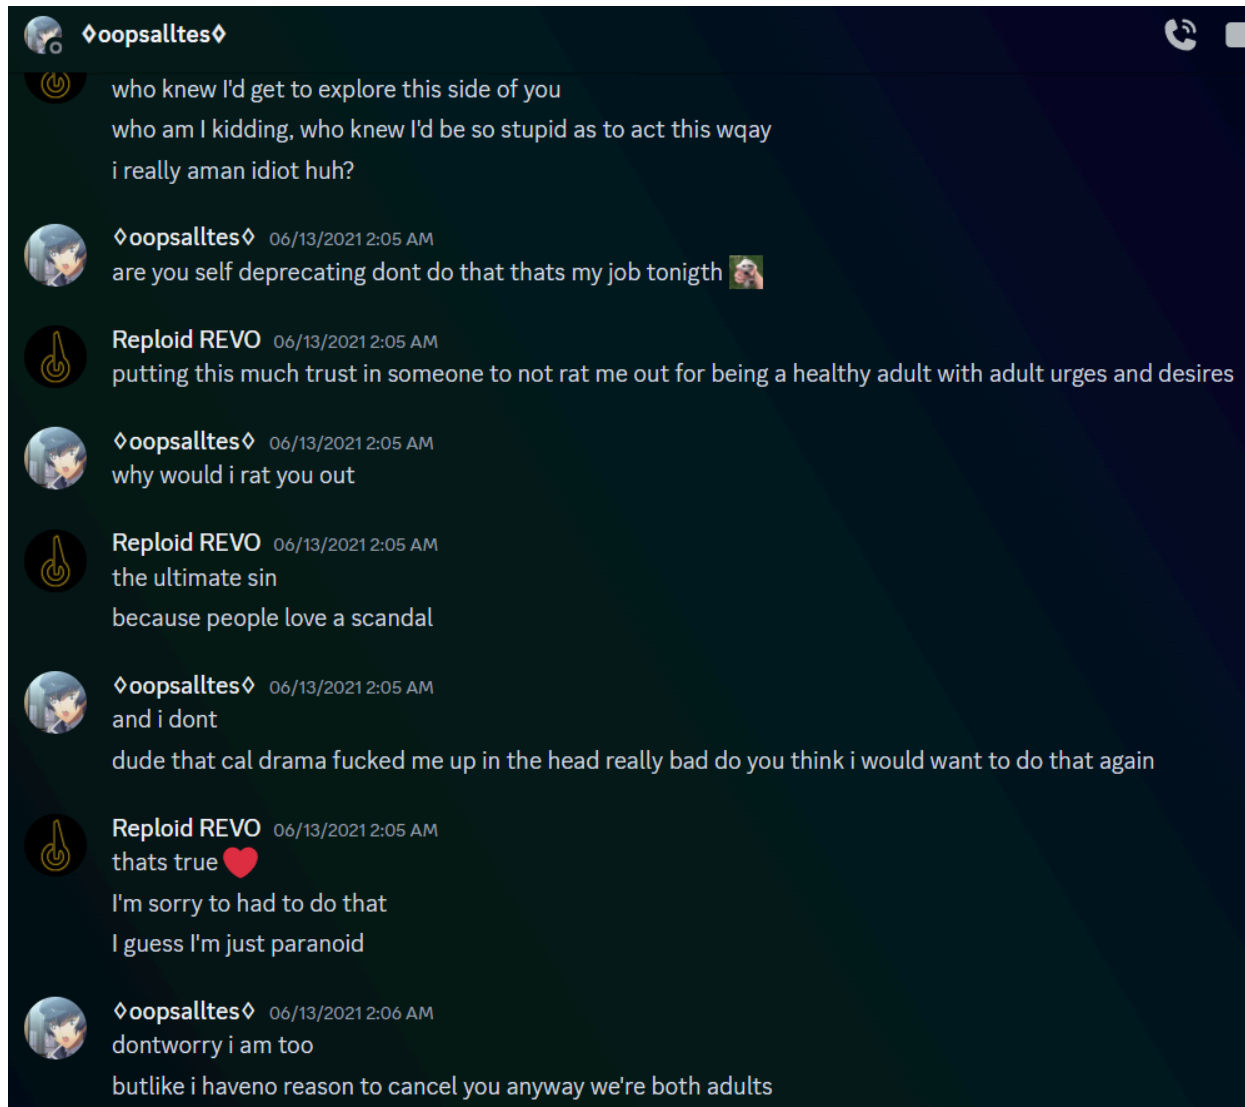 ◊oopsalltes◊
who knew I'd get to explore this side of you
who am I kidding, who knew I'd be so stupid as to act this wqay
i really aman idiot huh?
◊oopsalltes◊ 06/13/2021 2:05 AM
are you self deprecating dont do that thats my job tonigth
Reploid REVO 06/13/2021 2:05 AM
putting this much trust in someone to not rat me out for being a healthy adult with adult urges and desires
◊oopsalltes◊ 06/13/2021 2:05 AM
why would i rat you out
Reploid REVO 06/13/2021 2:05 AM
the ultimate sin
because people love a scandal
◊oopsalltes◊ 06/13/2021 2:05 AM
and i dont
dude that cal drama fucked me up in the head really bad do you think i would want to do that again
Reploid REVO 06/13/2021 2:05 AM
thats true ❤
I'm sorry to had to do that
I guess I'm just paranoid
◊oopsalltes◊ 06/13/2021 2:06 AM
dontworry i am too
butlike i haveno reason to cancel you anyway we're both adults